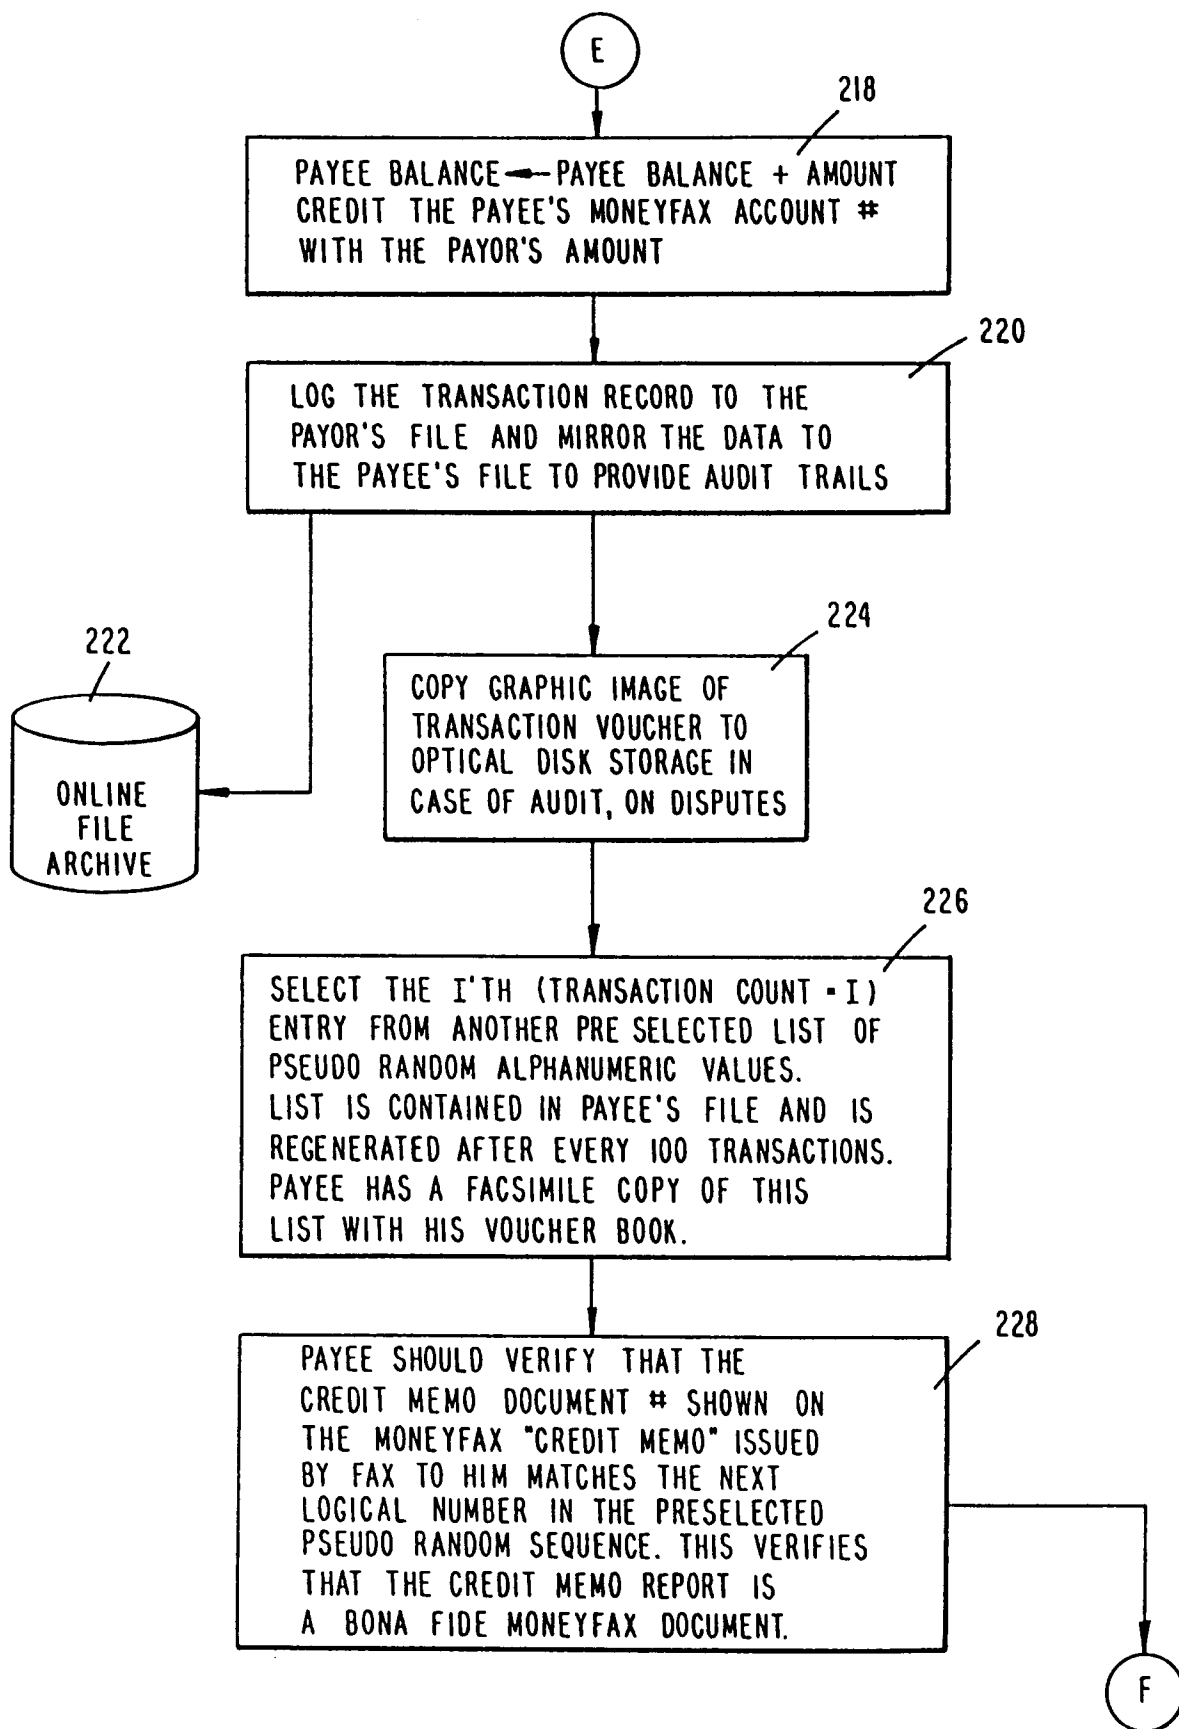 E
218
PAYEE BALANCE ← PAYEE BALANCE + AMOUNT
CREDIT THE PAYEE'S MONEYFAX ACCOUNT #
WITH THE PAYOR'S AMOUNT
220
LOG THE TRANSACTION RECORD TO THE
PAYOR'S FILE AND MIRROR THE DATA TO
THE PAYEE'S FILE TO PROVIDE AUDIT TRAILS
222
ONLINE
FILE
ARCHIVE
224
COPY GRAPHIC IMAGE OF
TRANSACTION VOUCHER TO
OPTICAL DISK STORAGE IN
CASE OF AUDIT, ON DISPUTES
226
SELECT THE I'TH (TRANSACTION COUNT = I)
ENTRY FROM ANOTHER PRE SELECTED LIST OF
PSEUDO RANDOM ALPHANUMERIC VALUES.
LIST IS CONTAINED IN PAYEE'S FILE AND IS
REGENERATED AFTER EVERY 100 TRANSACTIONS.
PAYEE HAS A FACSIMILE COPY OF THIS
LIST WITH HIS VOUCHER BOOK.
228
PAYEE SHOULD VERIFY THAT THE
CREDIT MEMO DOCUMENT # SHOWN ON
THE MONEYFAX "CREDIT MEMO" ISSUED
BY FAX TO HIM MATCHES THE NEXT
LOGICAL NUMBER IN THE PRESELECTED
PSEUDO RANDOM SEQUENCE. THIS VERIFIES
THAT THE CREDIT MEMO REPORT IS
A BONA FIDE MONEYFAX DOCUMENT.
F